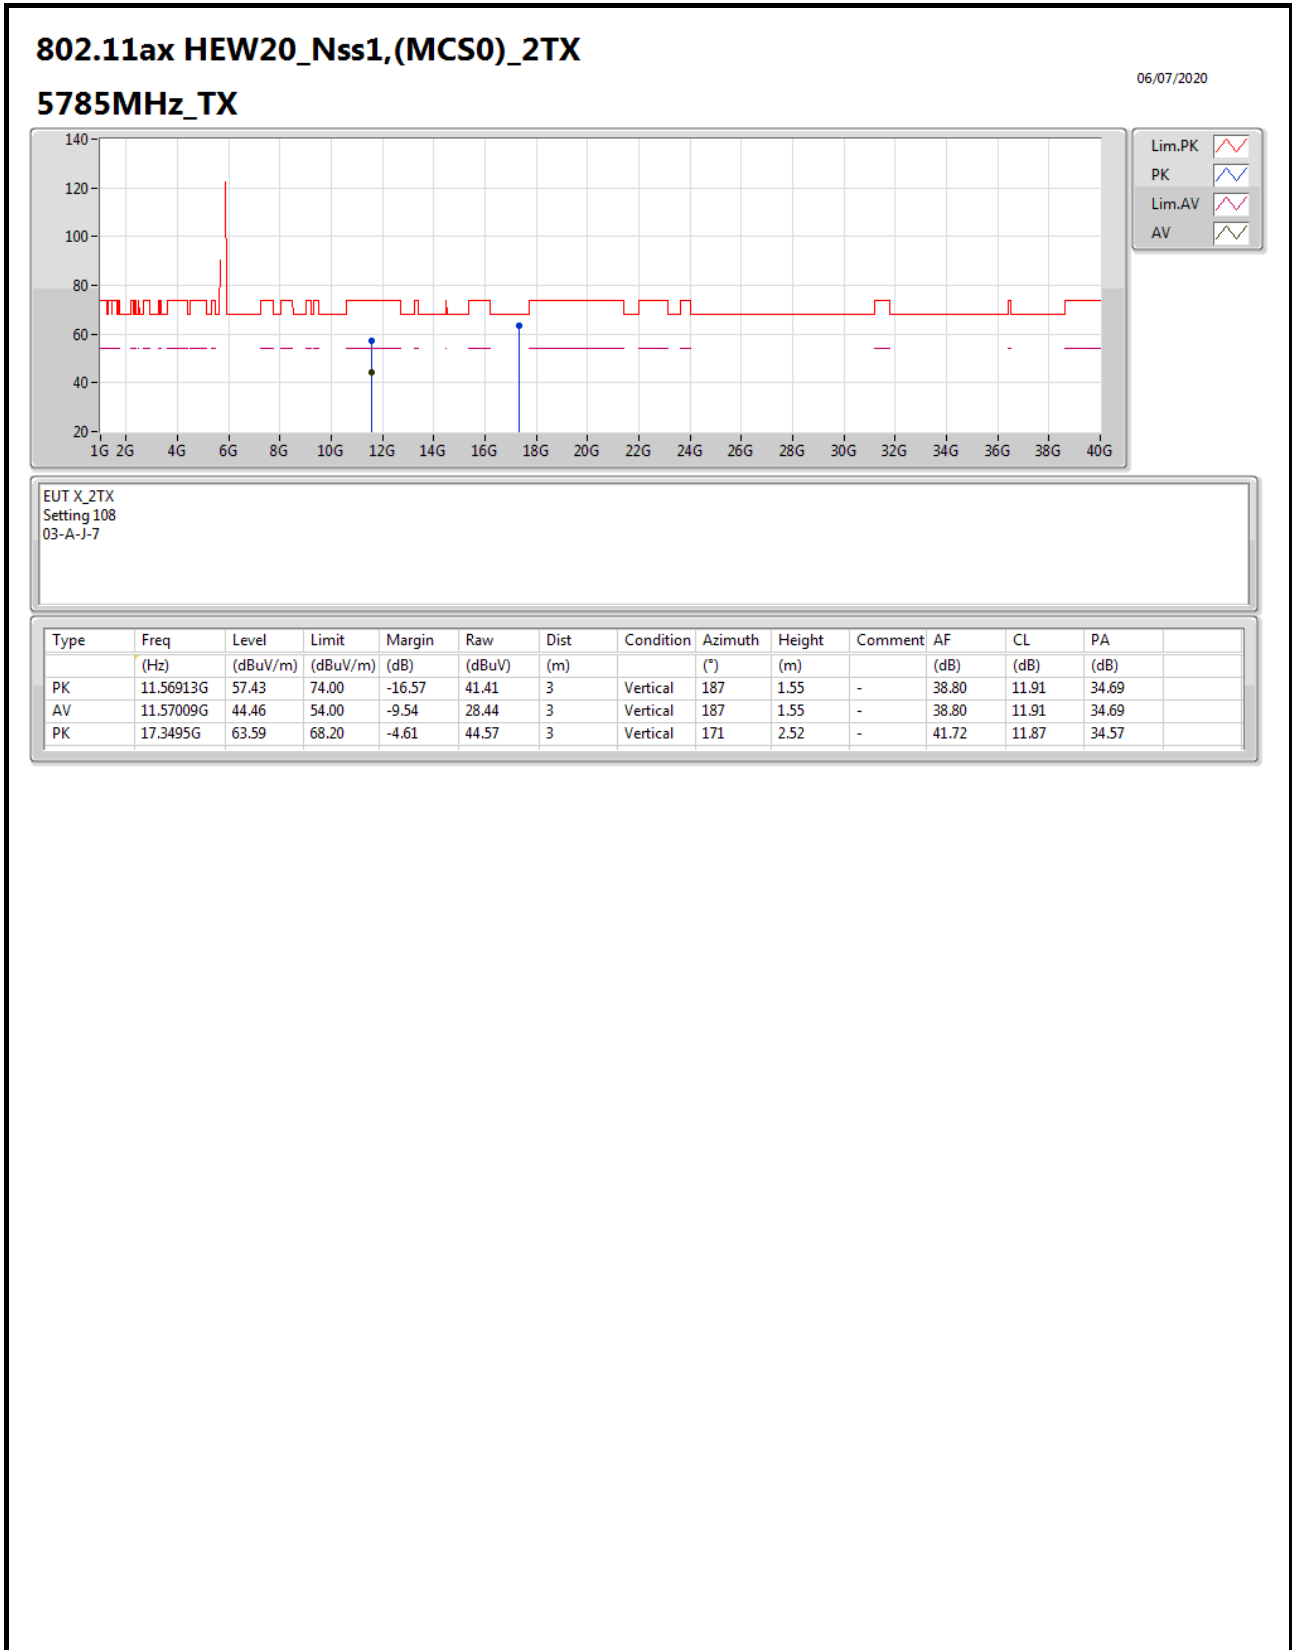 802.11ax HEW20_Nss1,(MCS0)_2TX
06/07/2020
5785MHz_TX
140
120
100
80
60
40
20
1G 2G 4G 6G 8G 10G 12G 14G 16G 18G 20G 22G 24G 26G 28G 30G 32G 34G 36G 38G 40G
Lim.PK
PK
Lim.AV
AV
EUT X_2TX
Setting 108
03-A-J-7
Type Freq Level Limit Margin Raw Dist Condition Azimuth Height Comment AF CL PA
(Hz) (dBuV/m) (dBuV/m) (dB) (dBuV) (m) (°) (m) (dB) (dB) (dB)
PK 11.56913G 57.43 74.00 -16.57 41.41 3 Vertical 187 1.55 - 38.80 11.91 34.69
AV 11.57009G 44.46 54.00 -9.54 28.44 3 Vertical 187 1.55 - 38.80 11.91 34.69
PK 17.3495G 63.59 68.20 -4.61 44.57 3 Vertical 171 2.52 - 41.72 11.87 34.57